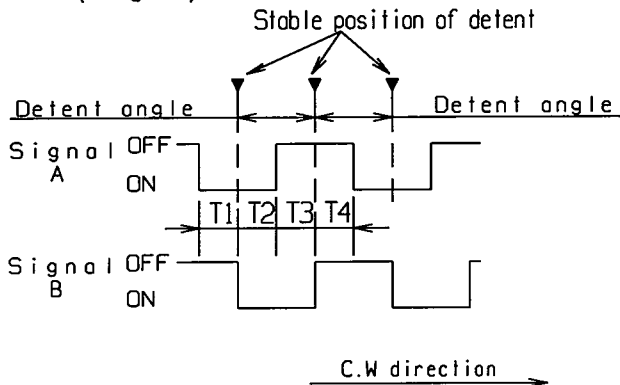 Stable position of detent
Detent angle
Detent angle
Signal A OFF
ON
T1 T2 T3 T4
Signal B OFF
ON
C.W direction